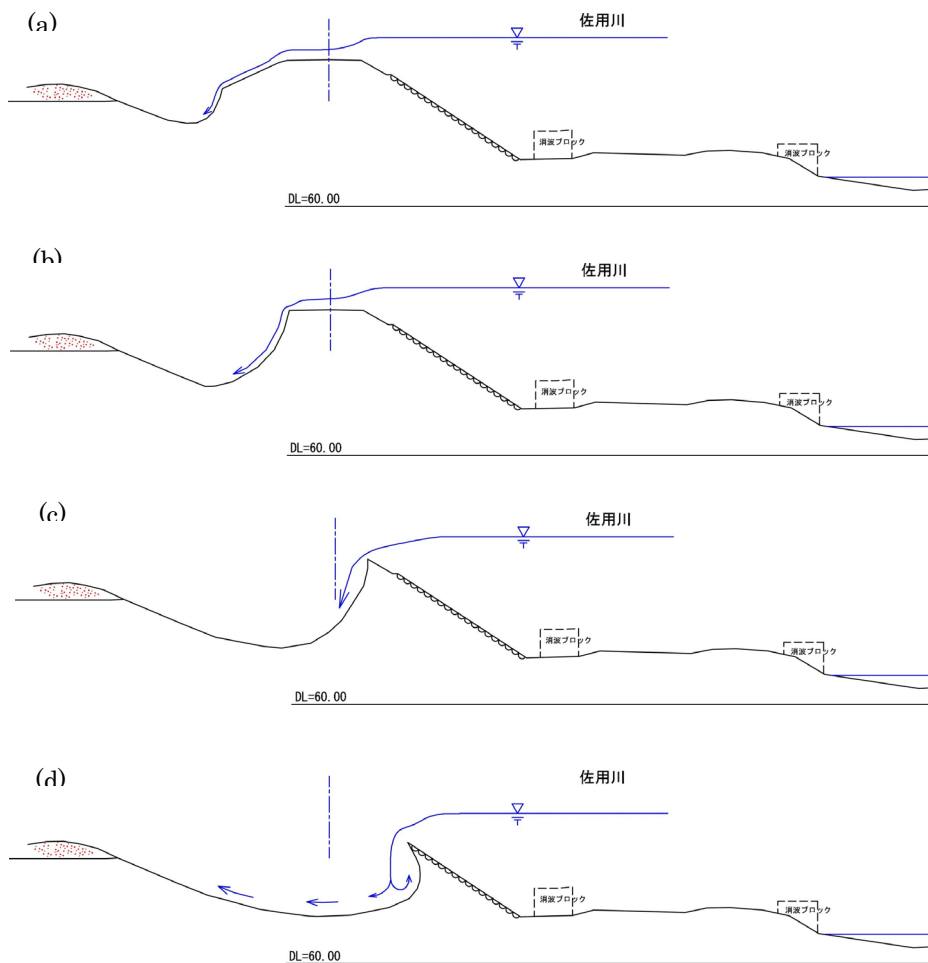 (a)
佐用川
消波ブロック
消波ブロック
DL=60.00
(b)
佐用川
消波ブロック
消波ブロック
DL=60.00
(c)
佐用川
消波ブロック
消波ブロック
DL=60.00
(d)
佐用川
消波ブロック
消波ブロック
DL=60.00